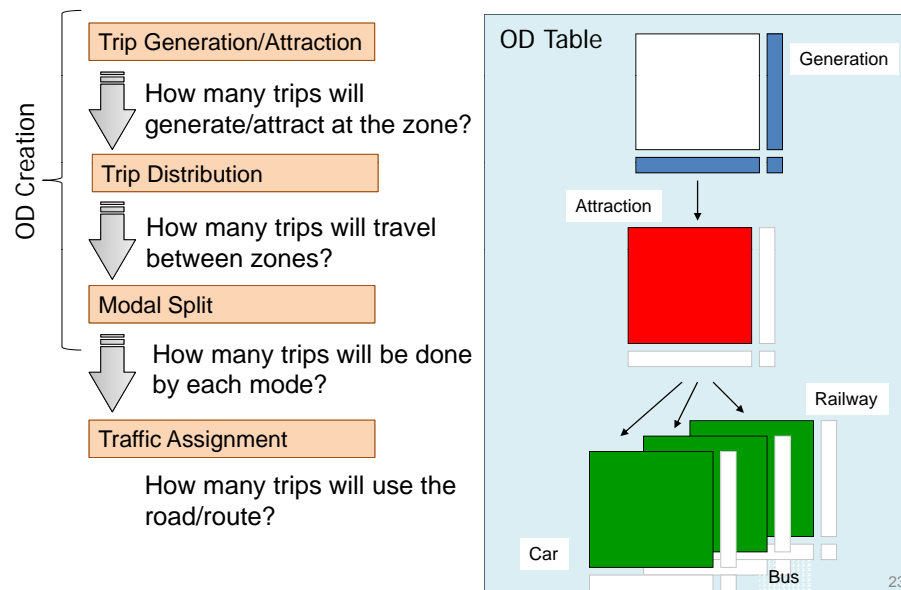 OD Creation
Trip Generation/Attraction
How many trips will
generate/attract at the zone?
Trip Distribution
How many trips will travel
between zones?
Modal Split
How many trips will be done
by each mode?
Traffic Assignment
How many trips will use the
road/route?
OD Table
Generation
Attraction
Railway
Car
Bus
23